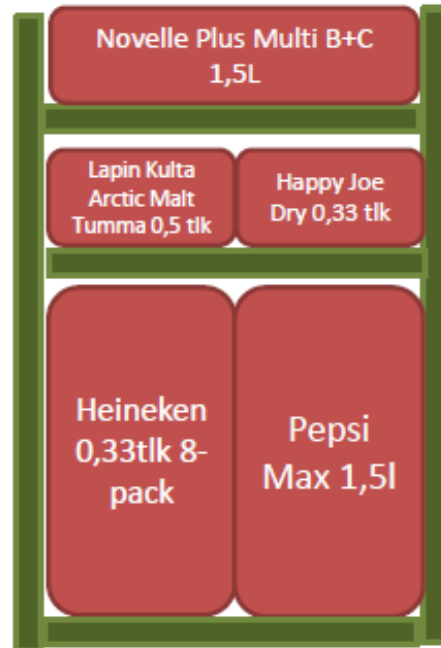 Novelle Plus Multi B+C
1,5L
Lapin Kulta
Arctic Malt
Tumma 0,5 tlk
Happy Joe
Dry 0,33 tlk
Heineken
0,33tlk 8-
pack
Pepsi
Max 1,5l